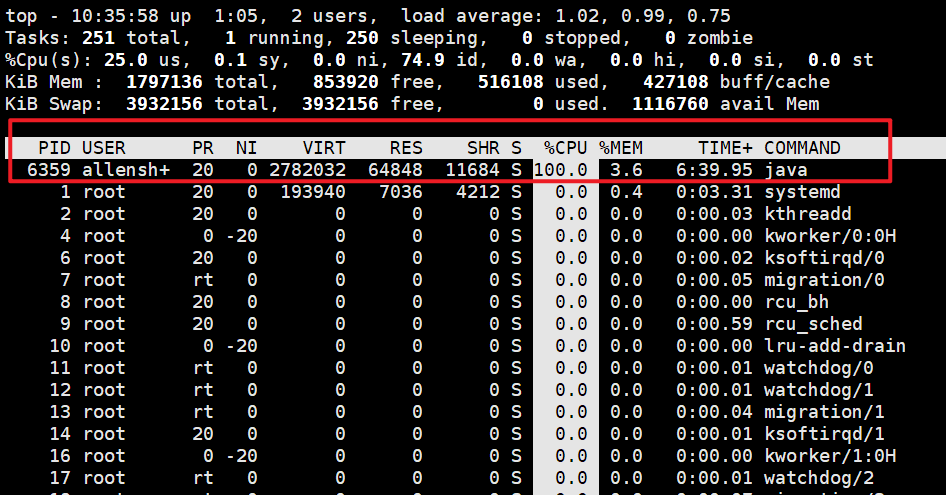 top - 10:35:58 up  1:05,  2 users,  load average: 1.02, 0.99, 0.75
Tasks: 251 total,   1 running, 250 sleeping,   0 stopped,   0 zombie
%Cpu(s): 25.0 us,  0.1 sy,  0.0 ni, 74.9 id,  0.0 wa,  0.0 hi,  0.0 si,  0.0 st
KiB Mem :  1797136 total,   853920 free,   516108 used,   427108 buff/cache
KiB Swap:  3932156 total,  3932156 free,        0 used.  1116760 avail Mem
PID USER      PR  NI    VIRT    RES    SHR S  %CPU %MEM     TIME+ COMMAND
6359 allensh+  20   0 2782032  64848  11684 S 100.0  3.6   6:39.95 java
1 root      20   0  193940   7036   4212 S   0.0  0.4   0:03.31 systemd
2 root      20   0       0      0      0 S   0.0  0.0   0:00.03 kthreadd
4 root       0 -20       0      0      0 S   0.0  0.0   0:00.00 kworker/0:0H
6 root      20   0       0      0      0 S   0.0  0.0   0:00.02 ksoftirqd/0
7 root      rt   0       0      0      0 S   0.0  0.0   0:00.05 migration/0
8 root      20   0       0      0      0 S   0.0  0.0   0:00.00 rcu_bh
9 root      20   0       0      0      0 S   0.0  0.0   0:00.59 rcu_sched
10 root       0 -20       0      0      0 S   0.0  0.0   0:00.00 lru-add-drain
11 root      rt   0       0      0      0 S   0.0  0.0   0:00.01 watchdog/0
12 root      rt   0       0      0      0 S   0.0  0.0   0:00.01 watchdog/1
13 root      rt   0       0      0      0 S   0.0  0.0   0:00.04 migration/1
14 root      20   0       0      0      0 S   0.0  0.0   0:00.01 ksoftirqd/1
16 root       0 -20       0      0      0 S   0.0  0.0   0:00.00 kworker/1:0H
17 root      rt   0       0      0      0 S   0.0  0.0   0:00.01 watchdog/2